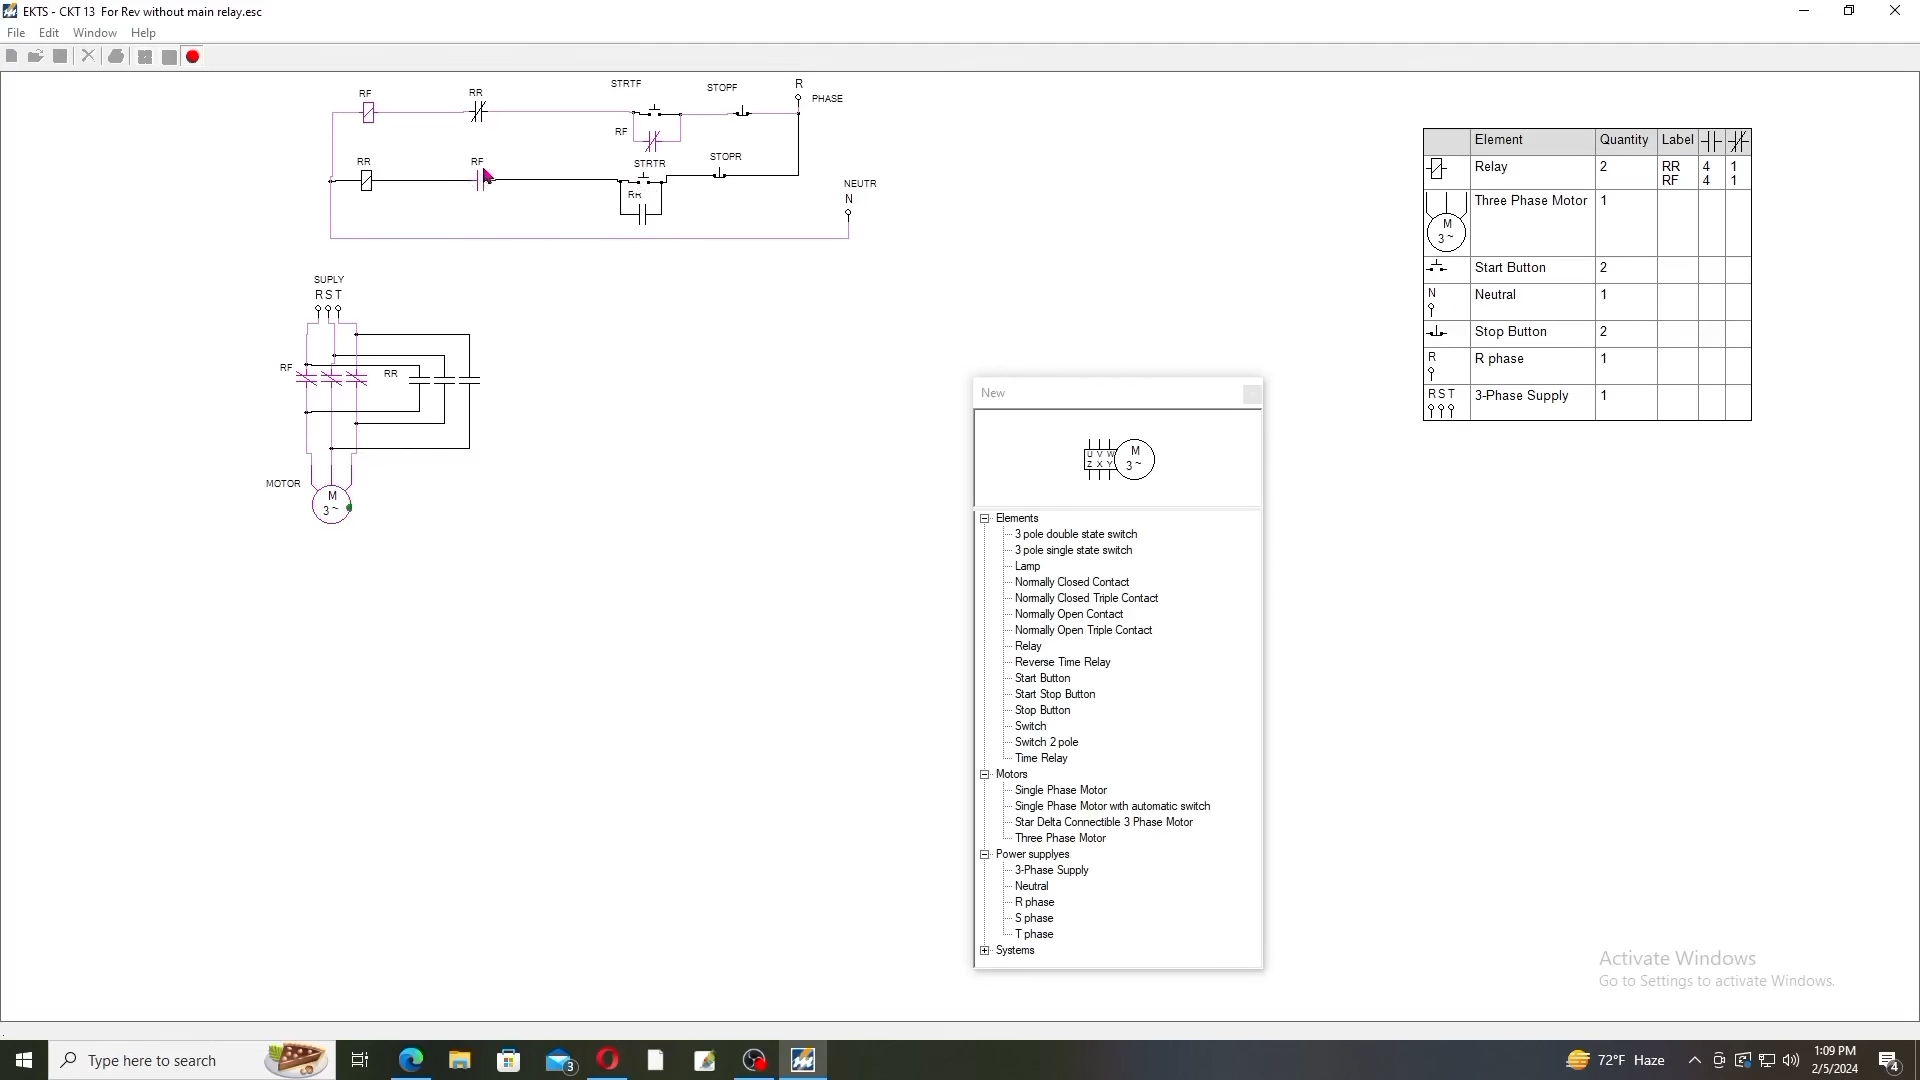 EKTS - CKT 13  For Rev without main relay.esc
File Edit Window Help
STRTF
R
STOPF
RF
RR
PHASE
RF
STRTR
STOPR
RR
RF
RR
NEUTR
N
SUPLY
R S T
RF
RR
MOTOR
M
3 ~
Element Quantity Label
Relay 2 RR 4 1
RF 4 1
Three Phase Motor 1
M
3 ~
Start Button 2
N
Neutral 1
Stop Button 2
R
R phase 1
R S T
3-Phase Supply 1
New
U V W
Z X Y
M
3 ~
Elements
3 pole double state switch
3 pole single state switch
Lamp
Normally Closed Contact
Normally Closed Triple Contact
Normally Open Contact
Normally Open Triple Contact
Relay
Reverse Time Relay
Start Button
Start Stop Button
Stop Button
Switch
Switch 2 pole
Time Relay
Motors
Single Phase Motor
Single Phase Motor with automatic switch
Star Delta Connectible 3 Phase Motor
Three Phase Motor
Power supplyes
3-Phase Supply
Neutral
R phase
S phase
T phase
Systems
Activate Windows
Go to Settings to activate Windows.
Type here to search
3
72°F Haze
1:09 PM
2/5/2024
4